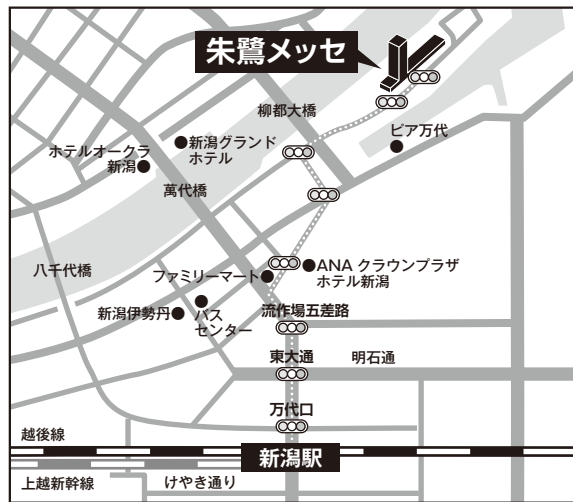 朱鷺メッセ
柳都大橋
ピア万代
新潟グランド
ホテル
ホテルオークラ
新潟
萬代橋
八千代橋
ファミリーマート
ANA クラウンプラザ
ホテル新潟
新潟伊勢丹
バス
センター
流作場五差路
東大通
明石通
万代口
越後線
新潟駅
上越新幹線
けやき通り